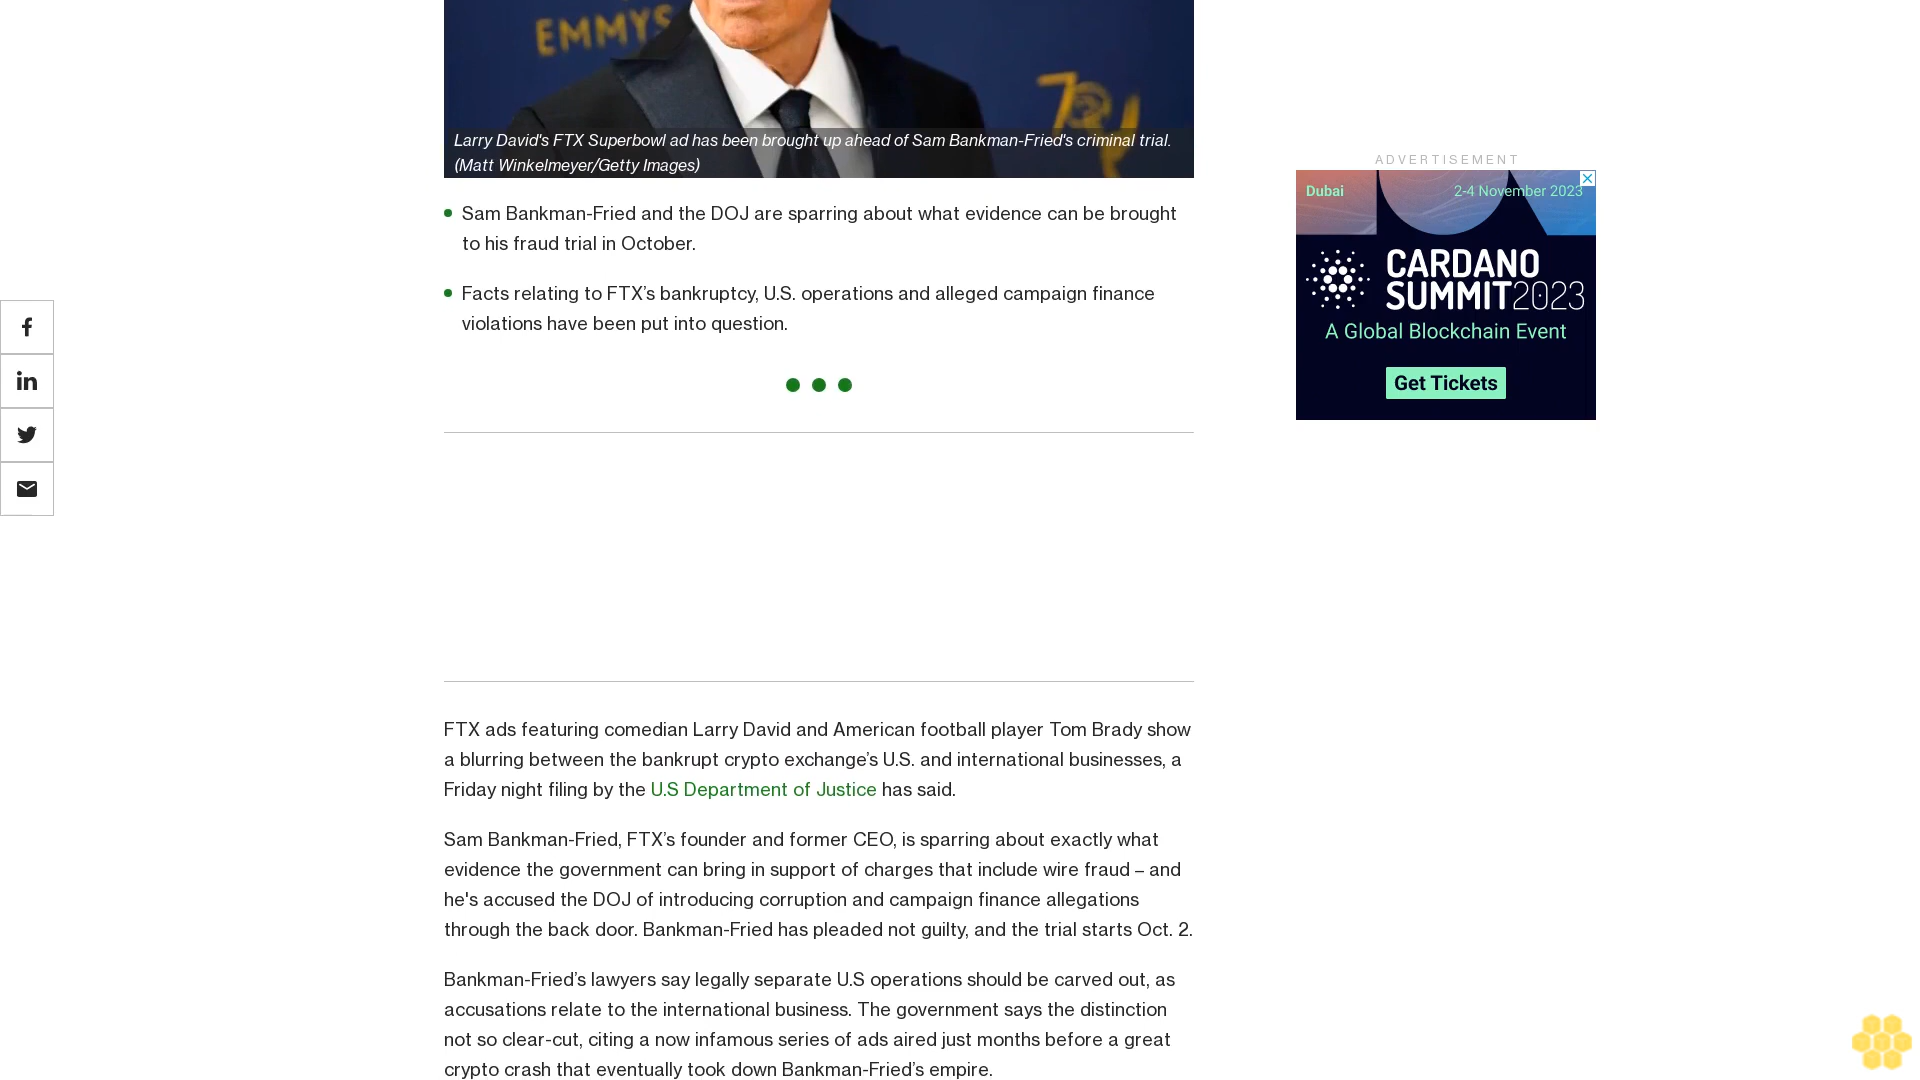 EMMYS
70
Larry David's FTX Superbowl ad has been brought up ahead of Sam Bankman-Fried's criminal trial.
(Matt Winkelmeyer/Getty Images)
Sam Bankman-Fried and the DOJ are sparring about what evidence can be brought
to his fraud trial in October.
Facts relating to FTX’s bankruptcy, U.S. operations and alleged campaign finance
violations have been put into question.
ADVERTISEMENT
Dubai
2-4 November 2023
CARDANO
SUMMIT2023
A Global Blockchain Event
Get Tickets
FTX ads featuring comedian Larry David and American football player Tom Brady show
a blurring between the bankrupt crypto exchange’s U.S. and international businesses, a
Friday night filing by the U.S Department of Justice has said.
Sam Bankman-Fried, FTX’s founder and former CEO, is sparring about exactly what
evidence the government can bring in support of charges that include wire fraud – and
he's accused the DOJ of introducing corruption and campaign finance allegations
through the back door. Bankman-Fried has pleaded not guilty, and the trial starts Oct. 2.
Bankman-Fried’s lawyers say legally separate U.S operations should be carved out, as
accusations relate to the international business. The government says the distinction
not so clear-cut, citing a now infamous series of ads aired just months before a great
crypto crash that eventually took down Bankman-Fried’s empire.